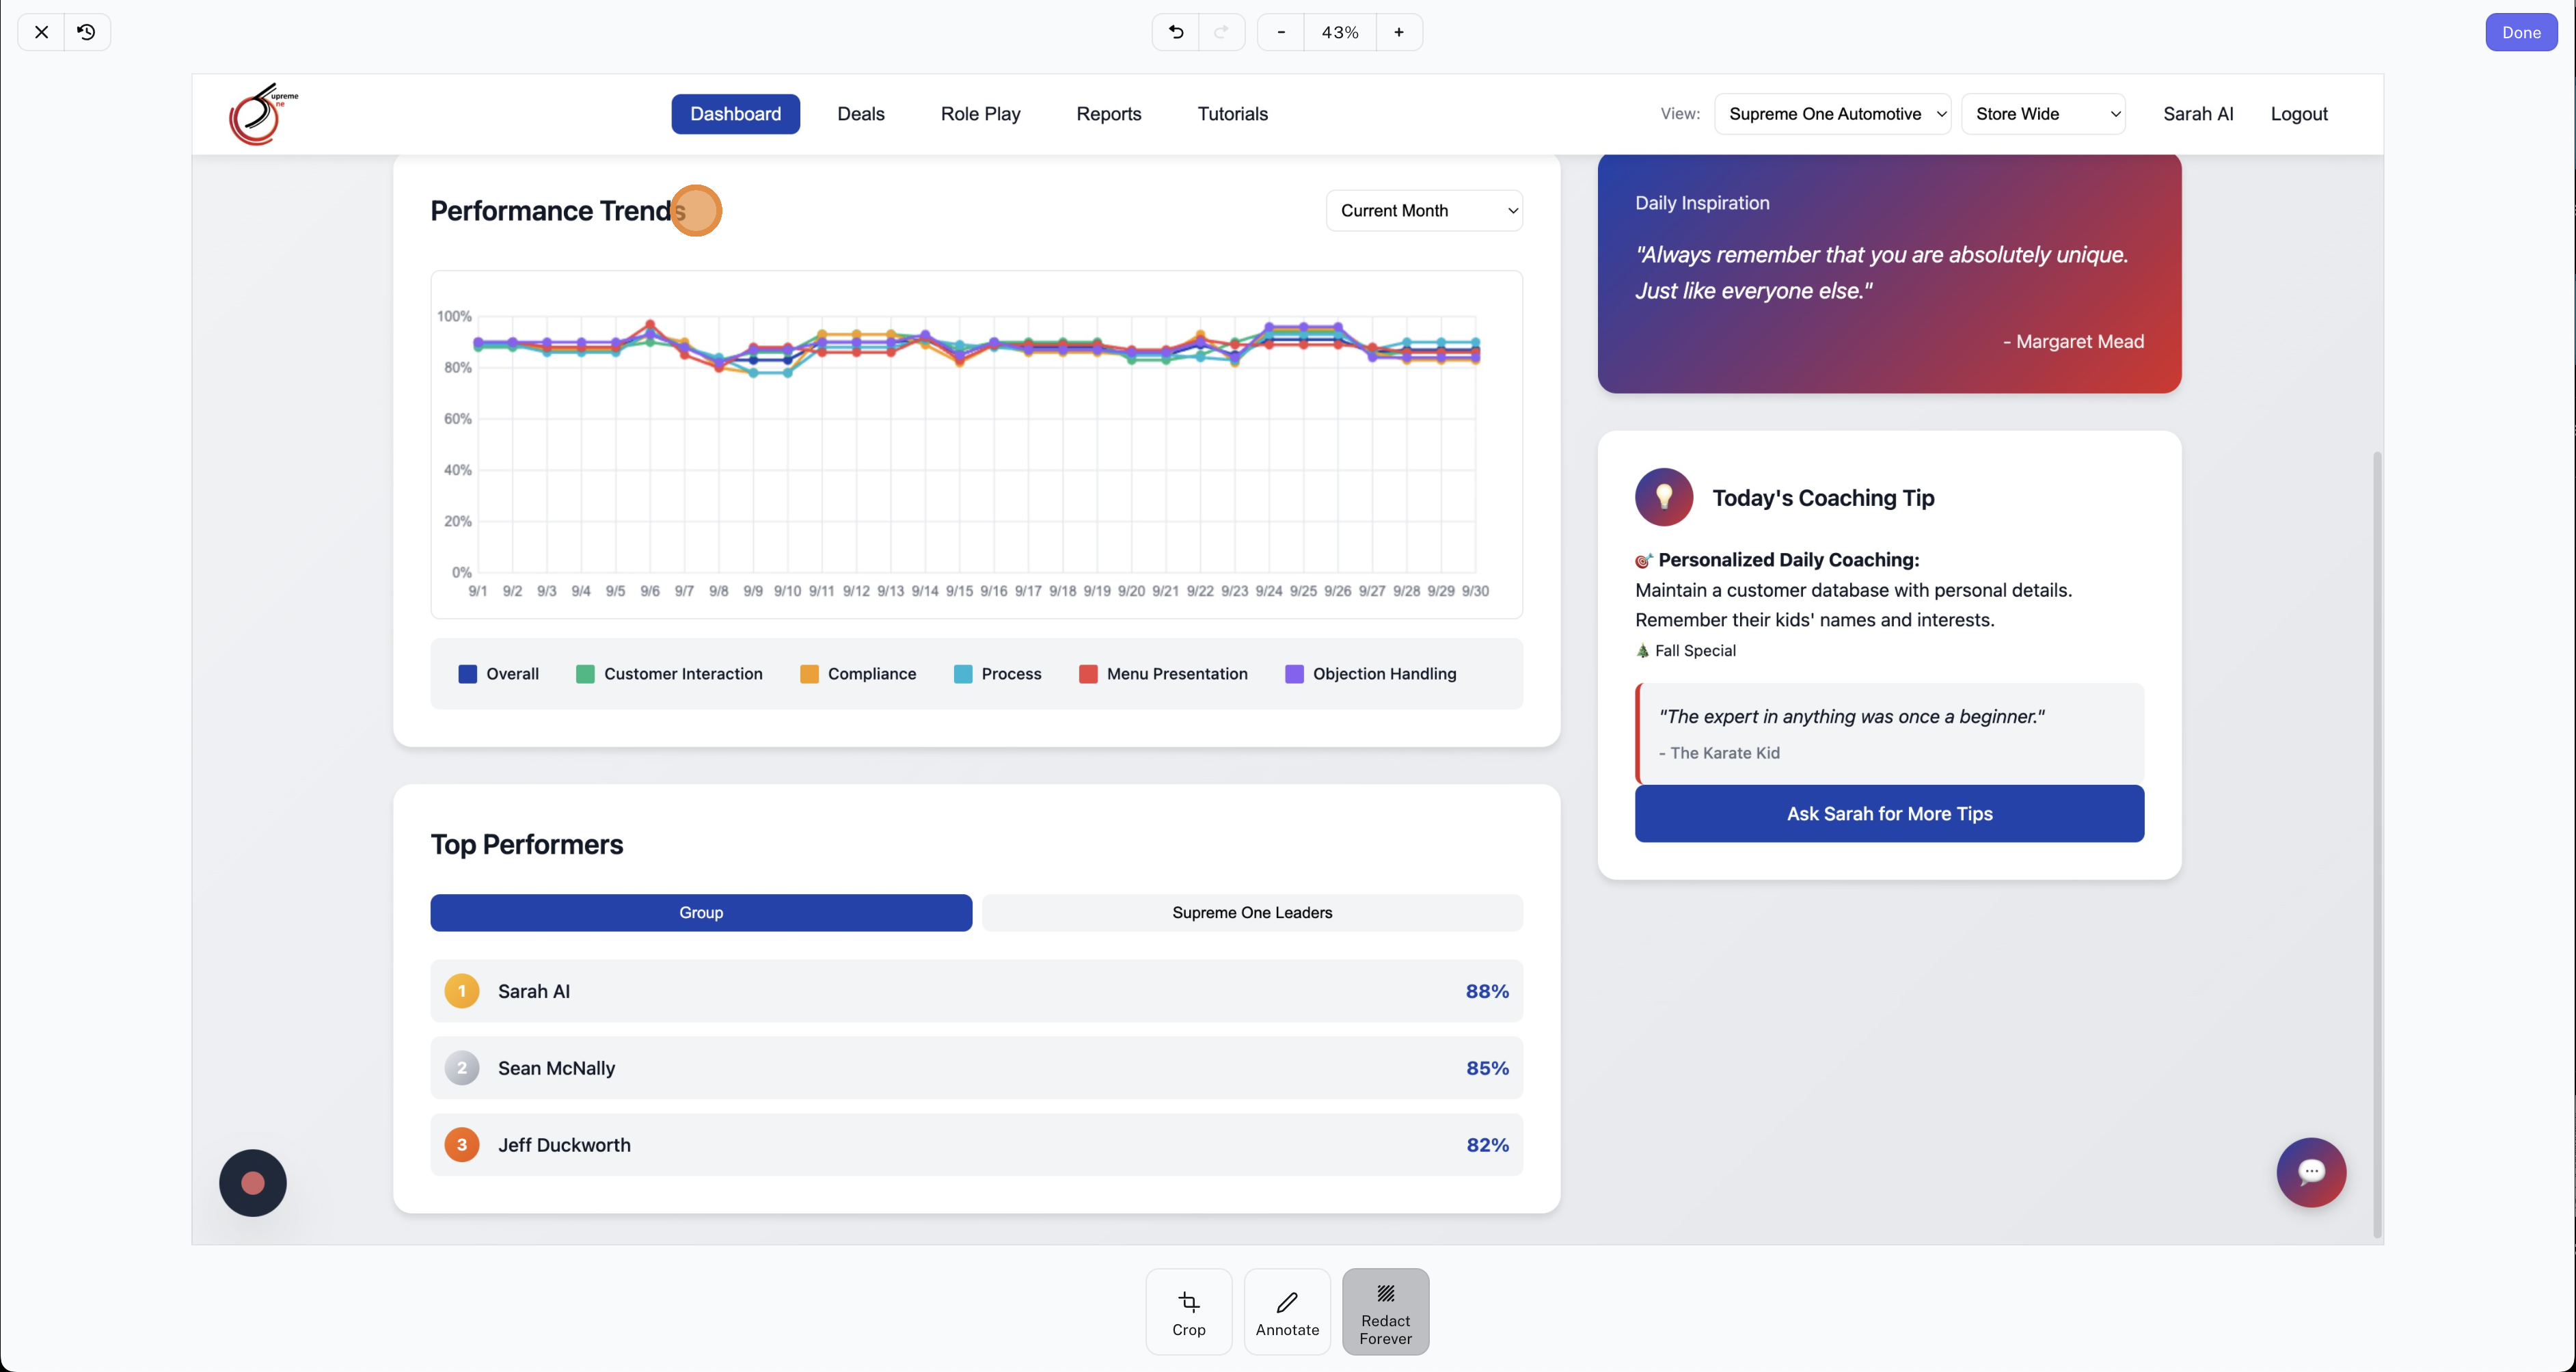 43%
Done
upreme
ne
Dashboard
Deals
Role Play
Reports
Tutorials
View:
Supreme One Automotive
Store Wide
Sarah AI
Logout
Performance Trends
Current Month
100%
80%
60%
40%
20%
0%
9/1 9/2 9/3 9/4 9/5 9/6 9/7 9/8 9/9 9/10 9/11 9/12 9/13 9/14 9/15 9/16 9/17 9/18 9/19 9/20 9/21 9/22 9/23 9/24 9/25 9/26 9/27 9/28 9/29 9/30
Overall
Customer Interaction
Compliance
Process
Menu Presentation
Objection Handling
Top Performers
Group
Supreme One Leaders
1 Sarah AI 88%
2 Sean McNally 85%
3 Jeff Duckworth 82%
Daily Inspiration
"Always remember that you are absolutely unique.
Just like everyone else."
- Margaret Mead
Today's Coaching Tip
🎯 Personalized Daily Coaching:
Maintain a customer database with personal details.
Remember their kids' names and interests.
🎄 Fall Special
"The expert in anything was once a beginner."
- The Karate Kid
Ask Sarah for More Tips
Crop
Annotate
Redact
Forever